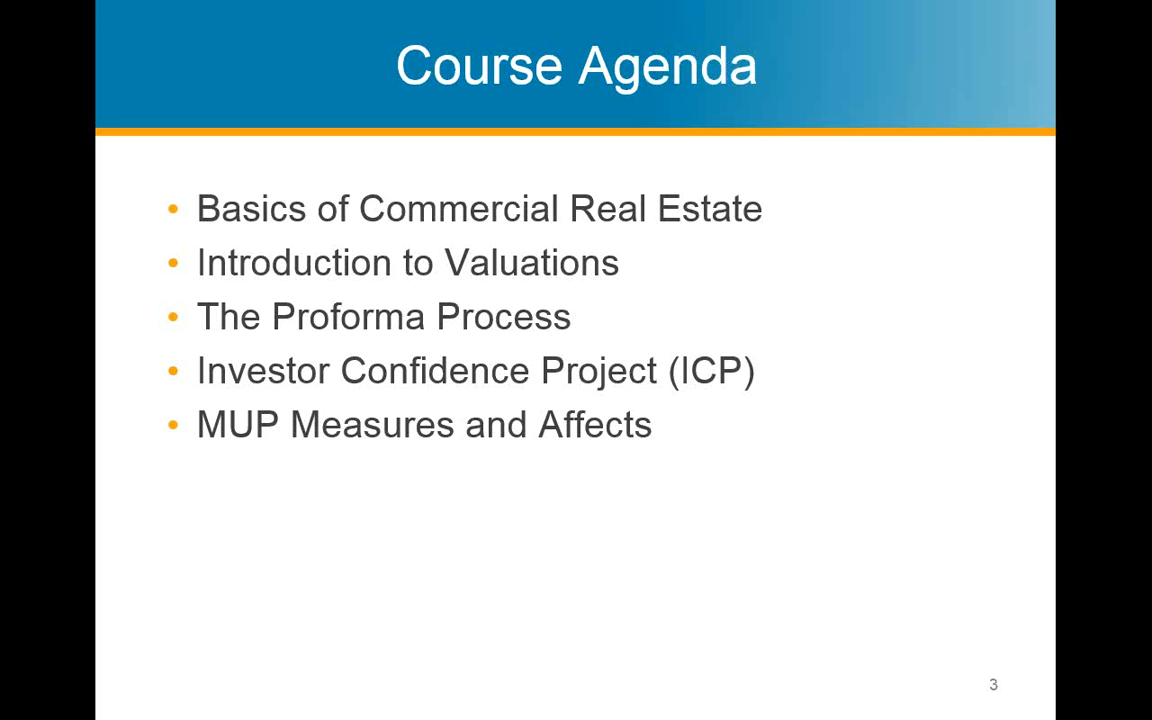 Course Agenda
• Basics of Commercial Real Estate
• Introduction to Valuations
• The Proforma Process
• Investor Confidence Project (ICP)
• MUP Measures and Affects
3